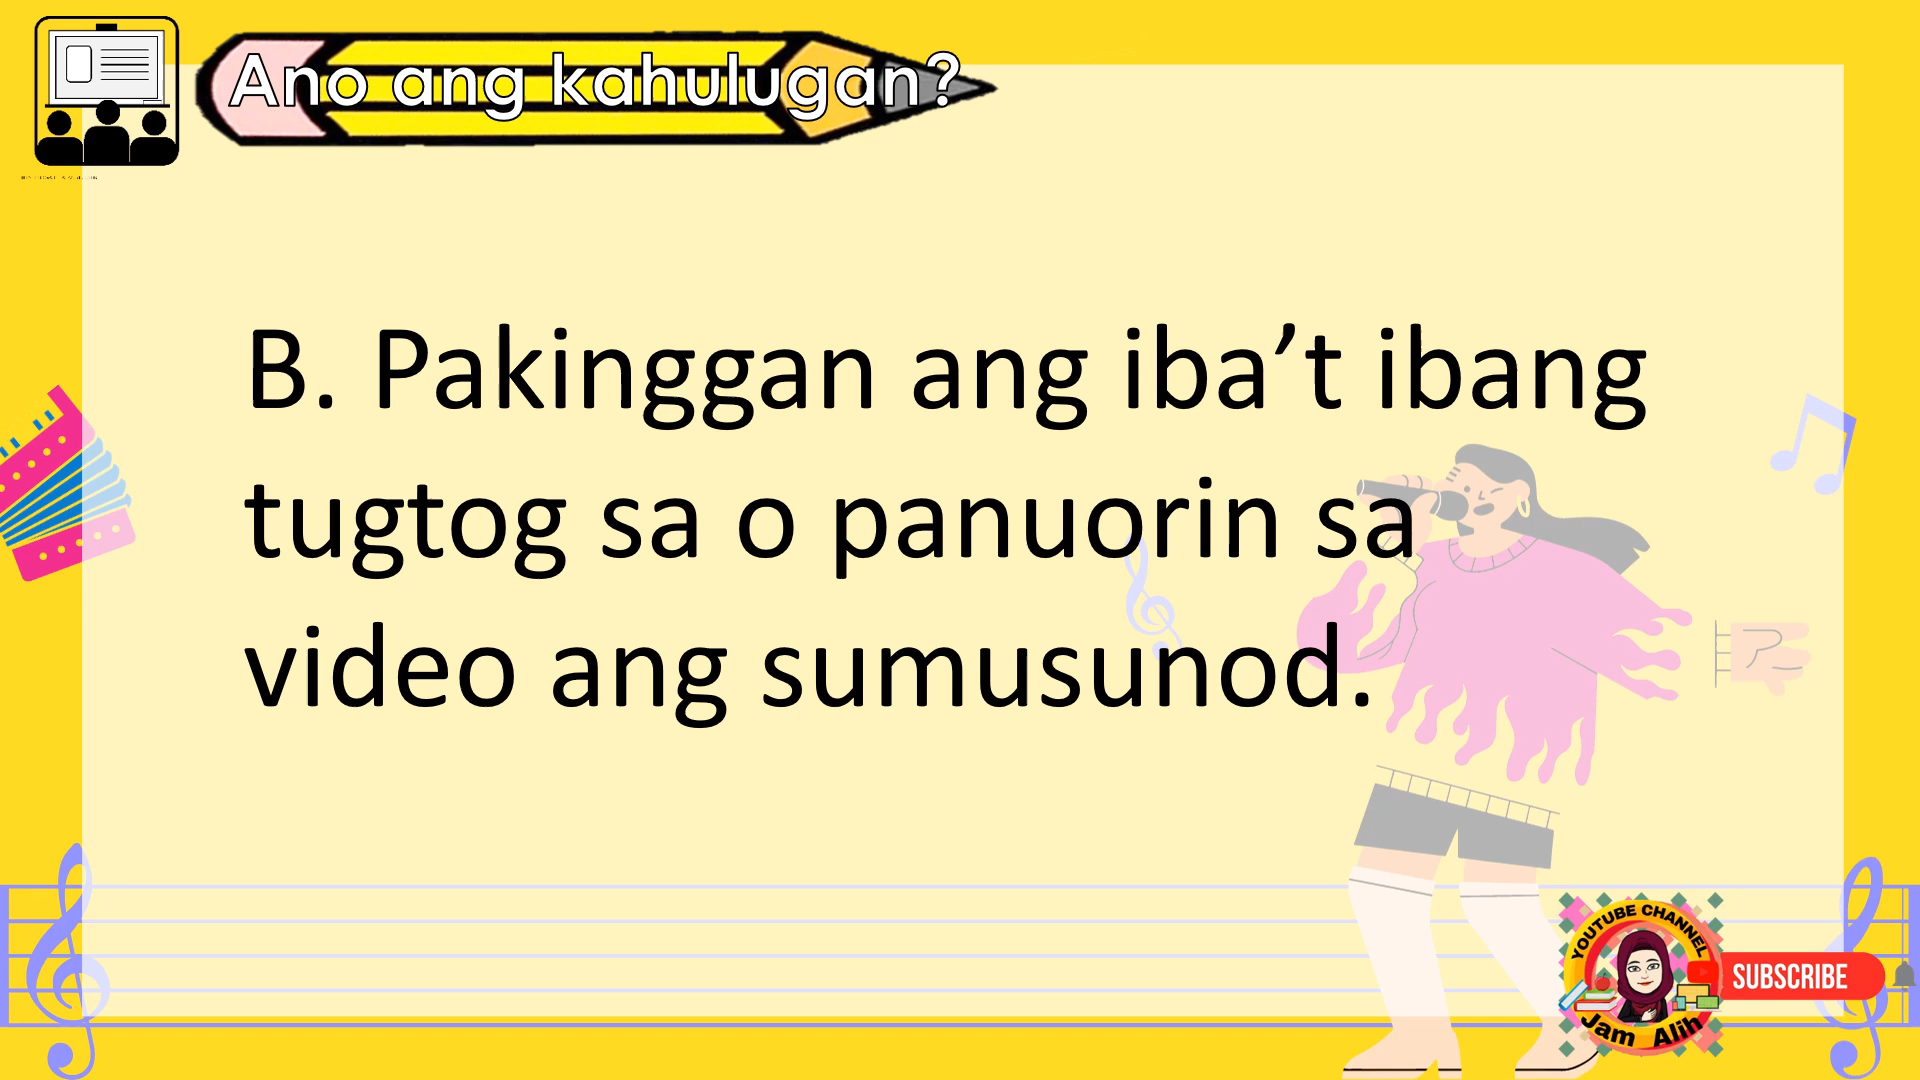 Ano ang kahulugan?
B. Pakinggan ang iba’t ibang
tugtog sa o panuorin sa
video ang sumusunod.
YOUTUBE CHANNEL
SUBSCRIBE
Jam Alih